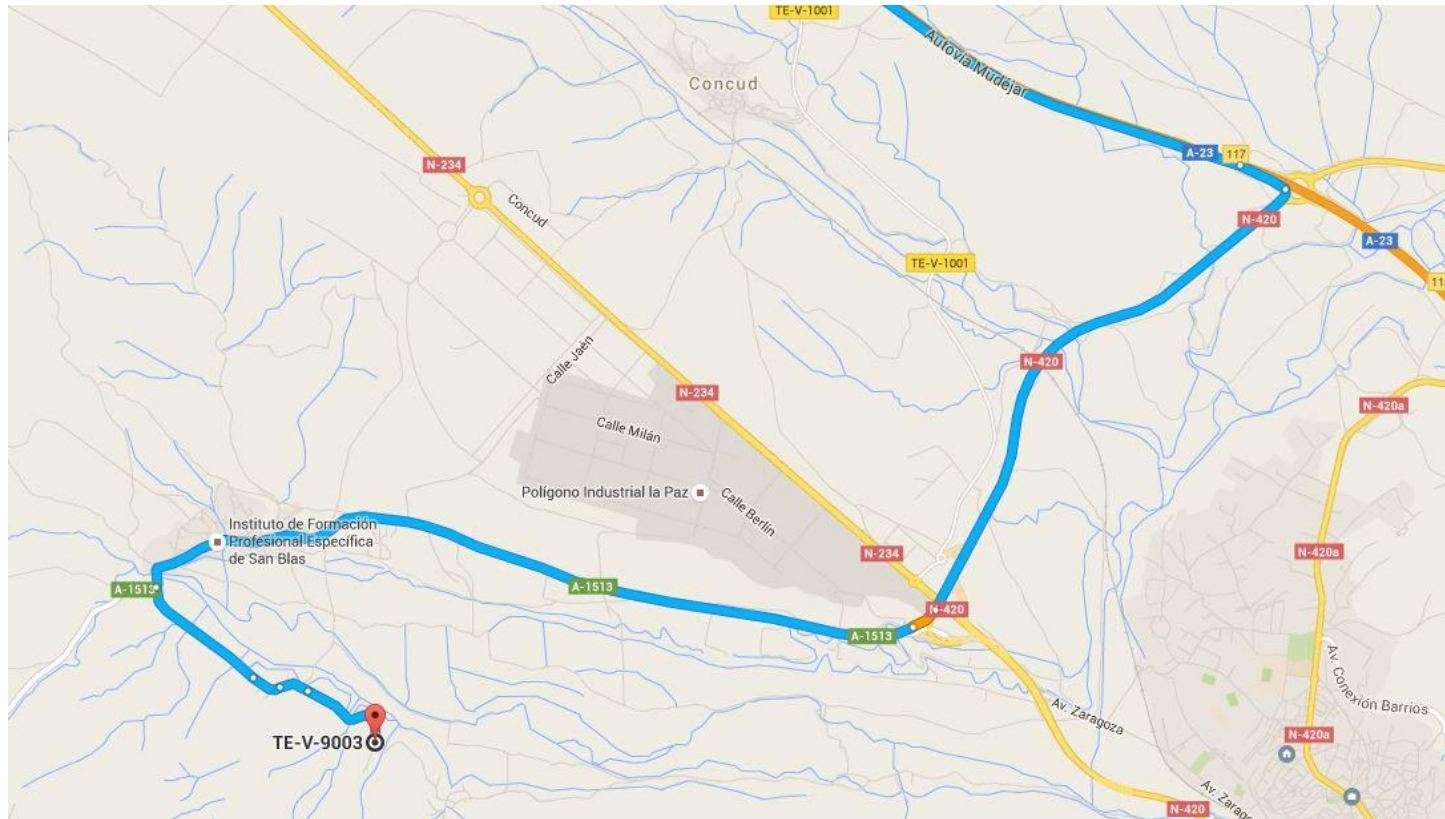 TE-V-1001
Autovía Mudéjar
Concud
A-23
117
N-234
Concud
N-420
A-23
TE-V-1001
11
Calle Jaén
N-420
N-234
N-420a
Calle Milán
Polígono Industrial la Paz
Calle Berlín
Instituto de Formación
Profesional Específica
de San Blas
N-234
N-420a
A-1513
A-1513
N-420
A-1513
Av. Conexión Barrios
Av. Zaragoza
TE-V-9003
N-420a
Av. Zaragoza
N-420